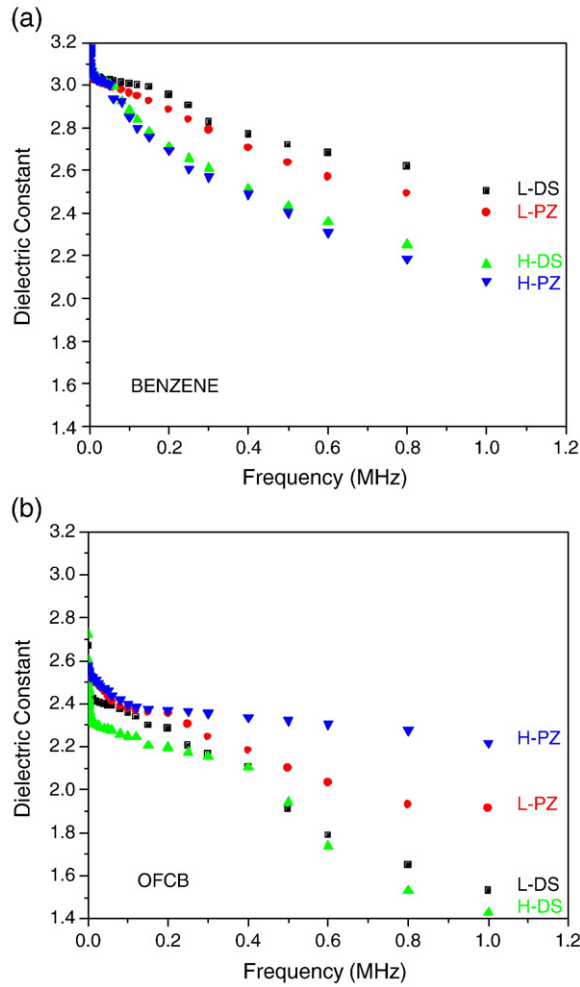 (a)
3.2
3.0
2.8
2.6
2.4
2.2
2.0
1.8
1.6
1.4
Dielectric Constant
L-DS
L-PZ
H-DS
H-PZ
BENZENE
0.0 0.2 0.4 0.6 0.8 1.0 1.2
Frequency (MHz)
(b)
3.2
3.0
2.8
2.6
2.4
2.2
2.0
1.8
1.6
1.4
Dielectric Constant
H-PZ
L-PZ
L-DS
H-DS
OFCB
0.0 0.2 0.4 0.6 0.8 1.0 1.2
Frequency (MHz)